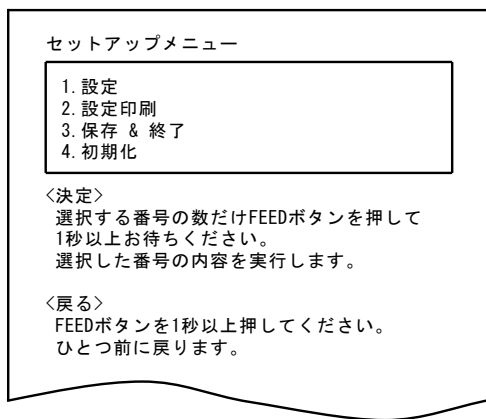 セットアップメニュー
1.設定
2.設定印刷
3.保存 & 終了
4.初期化
<決定>
選択する番号の数だけFEEDボタンを押して
1秒以上お待ちください。
選択した番号の内容を実行します。
<戻る>
FEEDボタンを1秒以上押してください。
ひとつ前に戻ります。